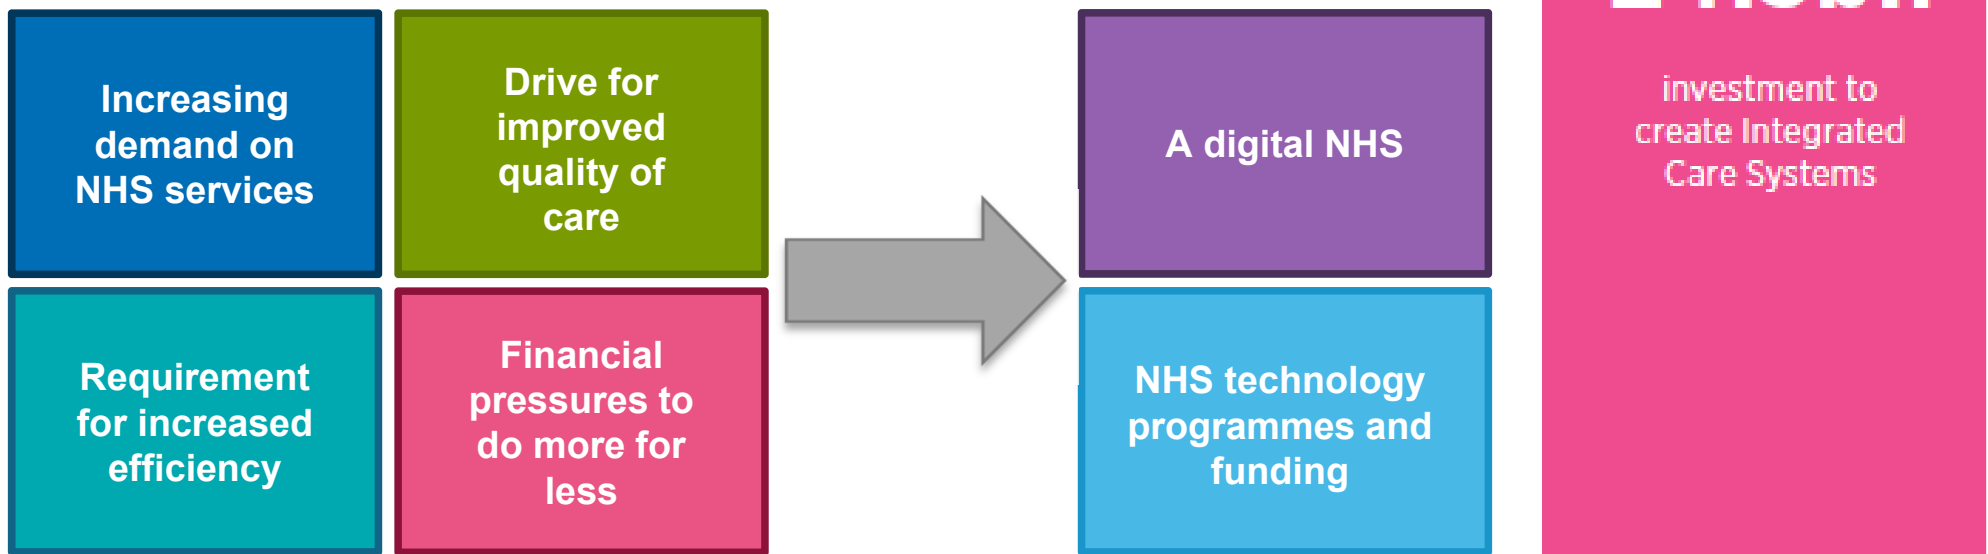 Increasing
demand on
NHS services
Drive for
improved
quality of
care
Requirement
for increased
efficiency
Financial
pressures to
do more for
less
A digital NHS
NHS technology
programmes and
funding
investment to
create Integrated
Care Systems